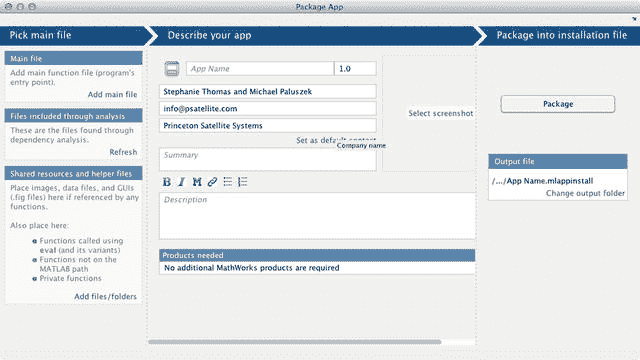 Package App
Pick main file
Describe your app
Package into installation file
Main file
Add main function file (program's
entry point).
Add main file
Files included through analysis
These are the files found through
dependency analysis.
Refresh
Shared resources and helper files
Place images, data files, and GUIs
(.fig files) here if referenced by any
functions.
Also place here:
Functions called using
eval (and its variants)
Functions not on the
MATLAB path
Private functions
Add files/folders
App Name
1.0
Stephanie Thomas and Michael Paluszek
info@psatellite.com
Princeton Satellite Systems
Set as default contact
Company name
Summary
Select screenshot
B I M
Description
Products needed
No additional MathWorks products are required
Package
Output file
/.../App Name.mlappinstall
Change output folder